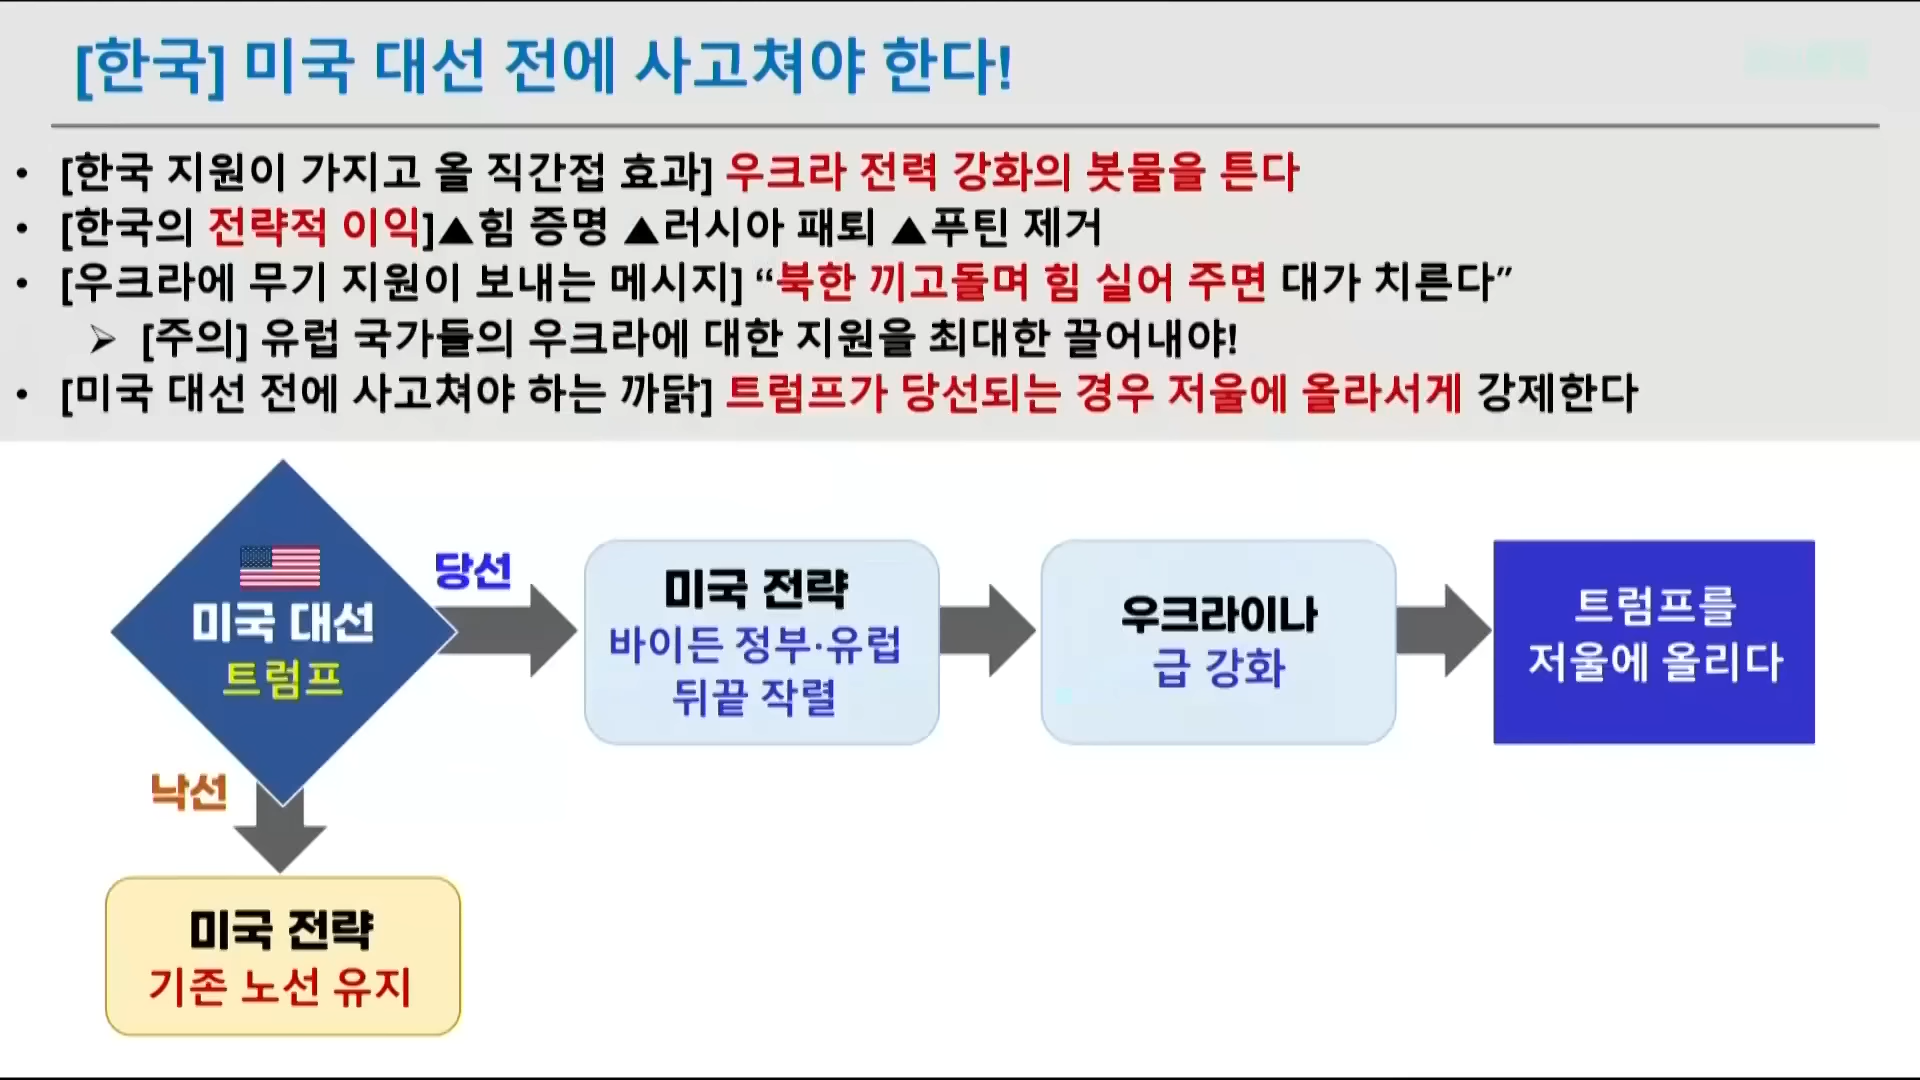 [한국] 미국 대선 전에 사고쳐야 한다!
• [한국 지원이 가지고 올 직간접 효과] 우크라 전력 강화의 봇물을 튼다
• [한국의 전략적 이익]▲힘 증명 ▲러시아 패퇴 ▲푸틴 제거
• [우크라에 무기 지원이 보내는 메시지] “북한 끼고돌며 힘 실어 주면 대가 치른다”
➢ [주의] 유럽 국가들의 우크라에 대한 지원을 최대한 끌어내야!
• [미국 대선 전에 사고쳐야 하는 까닭] 트럼프가 당선되는 경우 저울에 올라서게 강제한다
미국 대선
트럼프
당선
미국 전략
바이든 정부·유럽
뒤끝 작렬
우크라이나
급 강화
트럼프를
저울에 올리다
낙선
미국 전략
기존 노선 유지